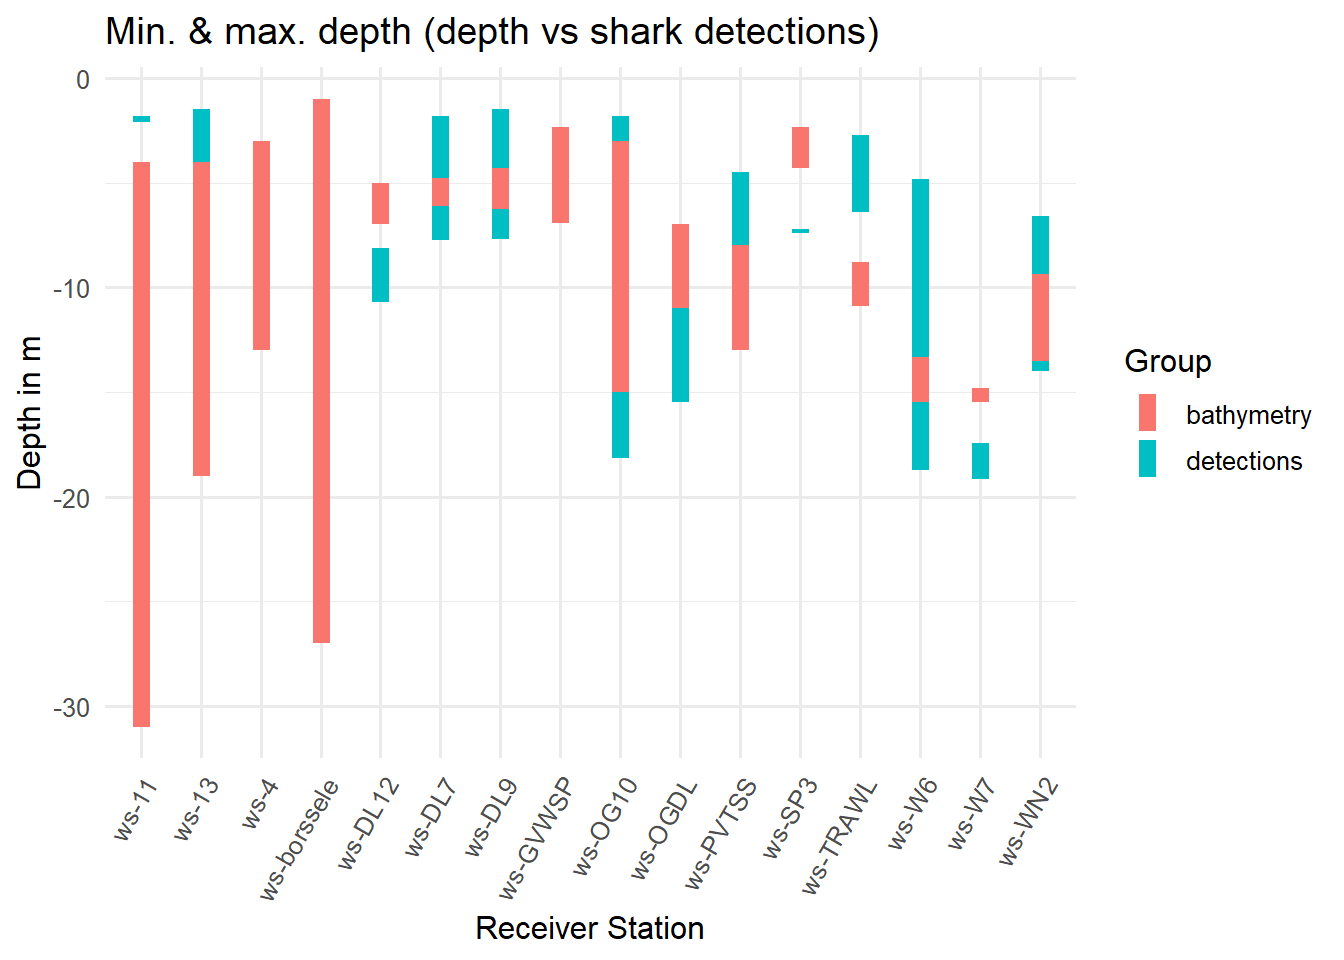 Min. & max. depth (depth vs shark detections)
0
-10
-20
-30
Depth in m
ws-11
ws-13
ws-4
ws-borssele
ws-DL12
ws-DL7
ws-DL9
ws-GVWSP
ws-OG10
ws-OGDL
ws-PVTSS
ws-SP3
ws-TRAWL
ws-W6
ws-W7
ws-WN2
Receiver Station
Group
bathymetry
detections